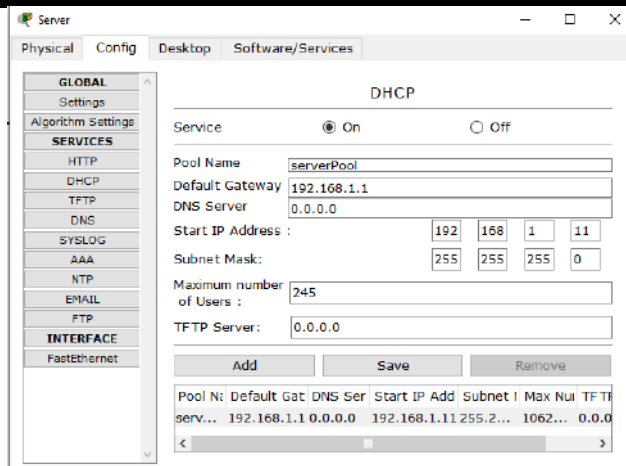 Server
Physical Config Desktop Software/Services
GLOBAL
Settings
Algorithm Settings
SERVICES
HTTP
DHCP
TFTP
DNS
SYSLOG
AAA
NTP
EMAIL
FTP
INTERFACE
FastEthernet
DHCP
Service On Off
Pool Name serverPool
Default Gateway 192.168.1.1
DNS Server 0.0.0.0
Start IP Address : 192 168 1 11
Subnet Mask: 255 255 255 0
Maximum number
of Users : 245
TFTP Server: 0.0.0.0
Add Save Remove
Pool Na Default Gat DNS Ser Start IP Add Subnet Max Nur TFTF
serv... 192.168.1.1 0.0.0.0 192.168.1.11 255.2... 1062... 0.0.0